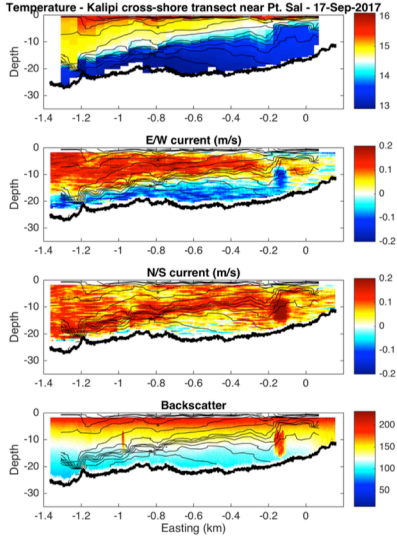 Temperature - Kalipi cross-shore transect near Pt. Sal - 17-Sep-2017
0
-10
-20
-30
Depth
-1.4 -1.2 -1 -0.8 -0.6 -0.4 -0.2 0
16
15
14
13
E/W current (m/s)
0
-10
-20
-30
Depth
-1.4 -1.2 -1 -0.8 -0.6 -0.4 -0.2 0
0.2
0.1
0
-0.1
-0.2
N/S current (m/s)
0
-10
-20
-30
Depth
-1.4 -1.2 -1 -0.8 -0.6 -0.4 -0.2 0
0.2
0.1
0
-0.1
-0.2
Backscatter
0
-10
-20
-30
Depth
-1.4 -1.2 -1 -0.8 -0.6 -0.4 -0.2 0
Easting (km)
200
150
100
50